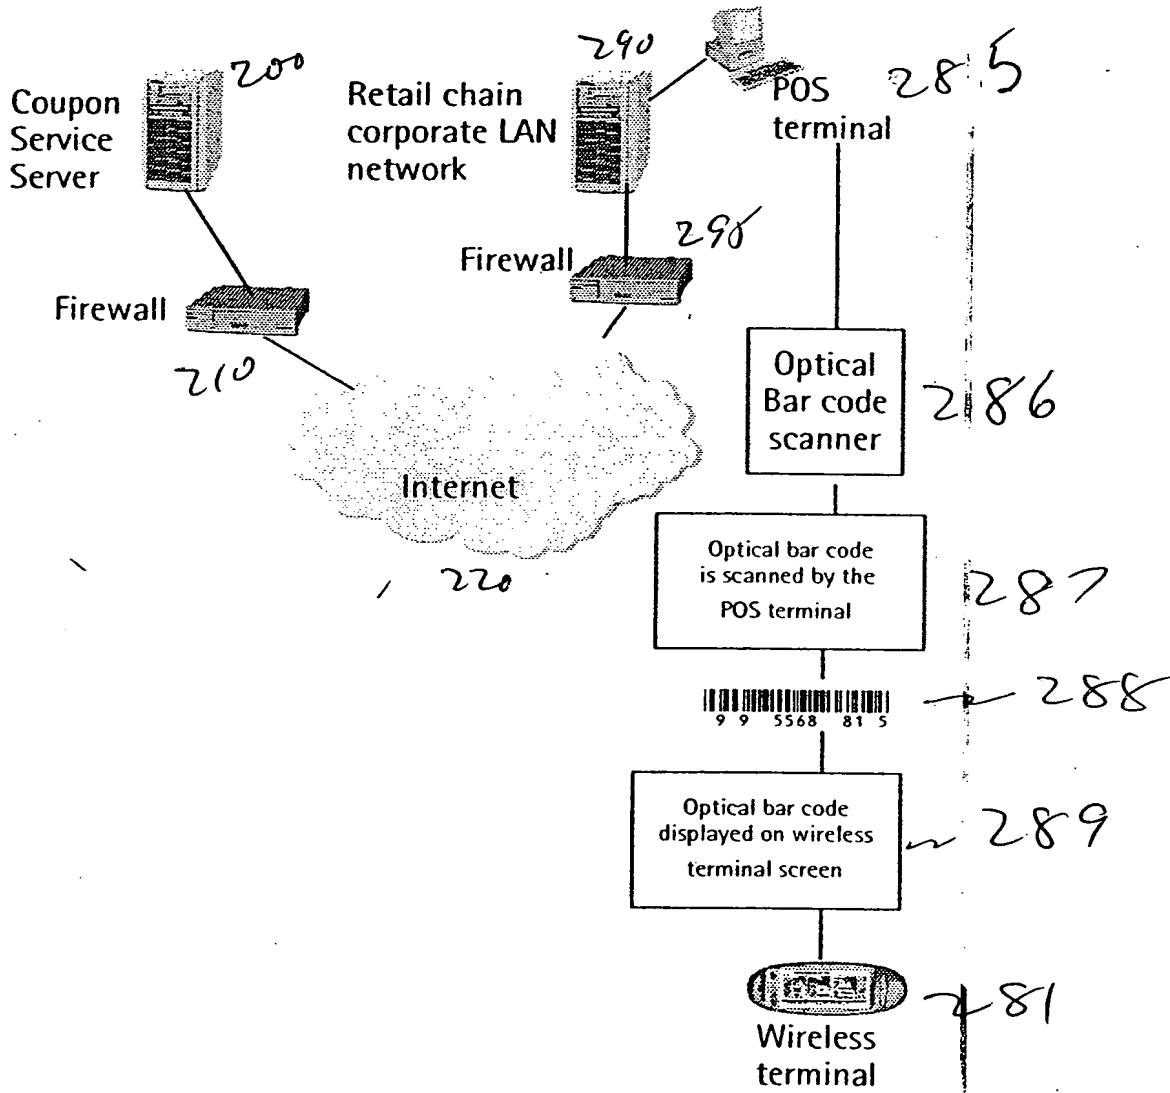 200
Coupon
Service
Server
290
Retail chain
corporate LAN
network
POS
terminal
285
Firewall
295
Firewall
210
Optical
Bar code
scanner
286
Internet
220
Optical bar code
is scanned by the
POS terminal
287
9 9 5568 81 5
288
Optical bar code
displayed on wireless
terminal screen
289
281
Wireless
terminal